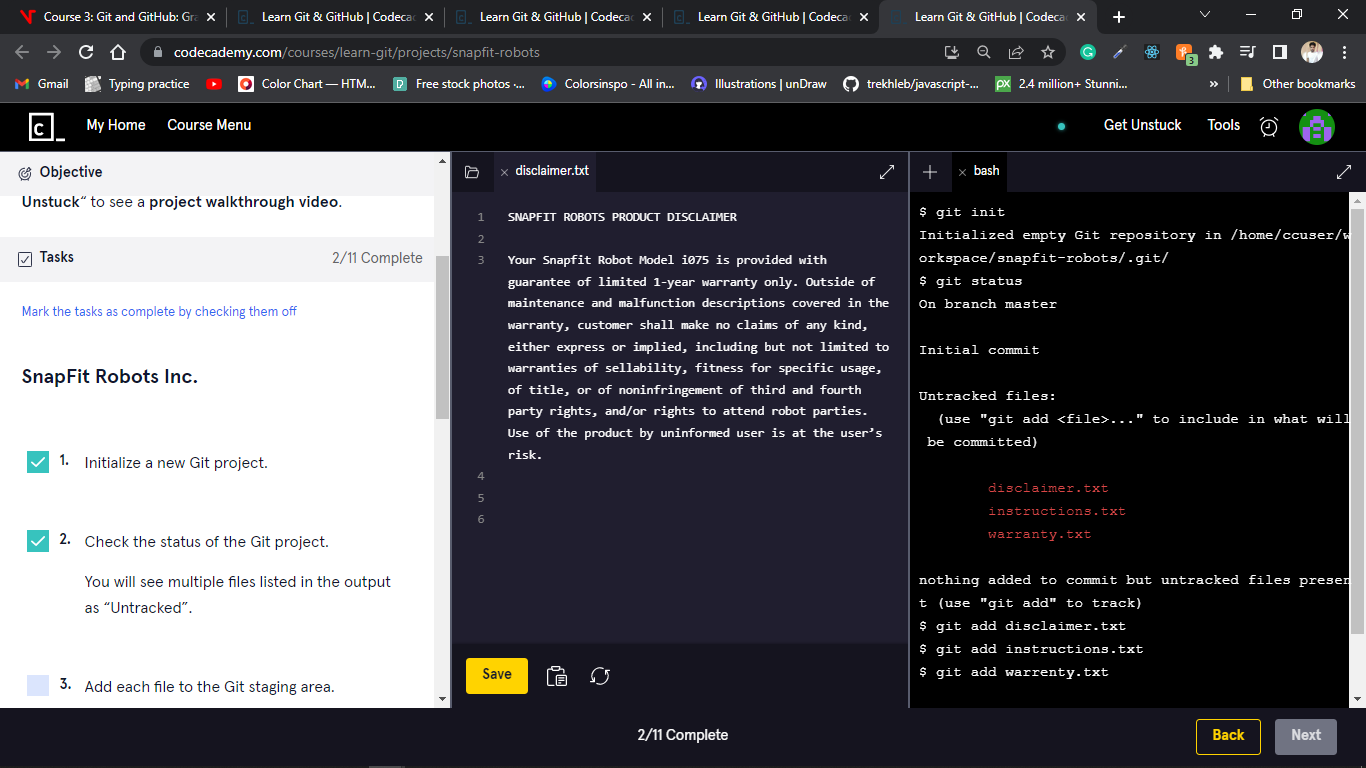 Course 3: Git and GitHub: Gra
Learn Git & GitHub | Codecac
Learn Git & GitHub | Codecac
Learn Git & GitHub | Codecac
Learn Git & GitHub | Codecac
codecademy.com/courses/learn-git/projects/snapfit-robots
3
Gmail
Typing practice
Color Chart — HTM...
Free stock photos ·...
Colorsinspo - All in...
Illustrations | unDraw
trekhleb/javascript-...
2.4 million+ Stunni...
»
Other bookmarks
My Home
Course Menu
Get Unstuck
Tools
Objective
Unstuck“ to see a project walkthrough video.
Tasks
2/11 Complete
Mark the tasks as complete by checking them off
SnapFit Robots Inc.
1. Initialize a new Git project.
2. Check the status of the Git project.
You will see multiple files listed in the output
as “Untracked”.
3. Add each file to the Git staging area.
disclaimer.txt
1 SNAPFIT ROBOTS PRODUCT DISCLAIMER
2
3 Your Snapfit Robot Model i075 is provided with
guarantee of limited 1-year warranty only. Outside of
maintenance and malfunction descriptions covered in the
warranty, customer shall make no claims of any kind,
either express or implied, including but not limited to
warranties of sellability, fitness for specific usage,
of title, or of noninfringement of third and fourth
party rights, and/or rights to attend robot parties.
Use of the product by uninformed user is at the user’s
risk.
4
5
6
Save
bash
$ git init
Initialized empty Git repository in /home/ccuser/w
orkspace/snapfit-robots/.git/
$ git status
On branch master
Initial commit
Untracked files:
(use "git add <file>..." to include in what will
be committed)
disclaimer.txt
instructions.txt
warranty.txt
nothing added to commit but untracked files presen
t (use "git add" to track)
$ git add disclaimer.txt
$ git add instructions.txt
$ git add warrenty.txt
2/11 Complete
Back
Next